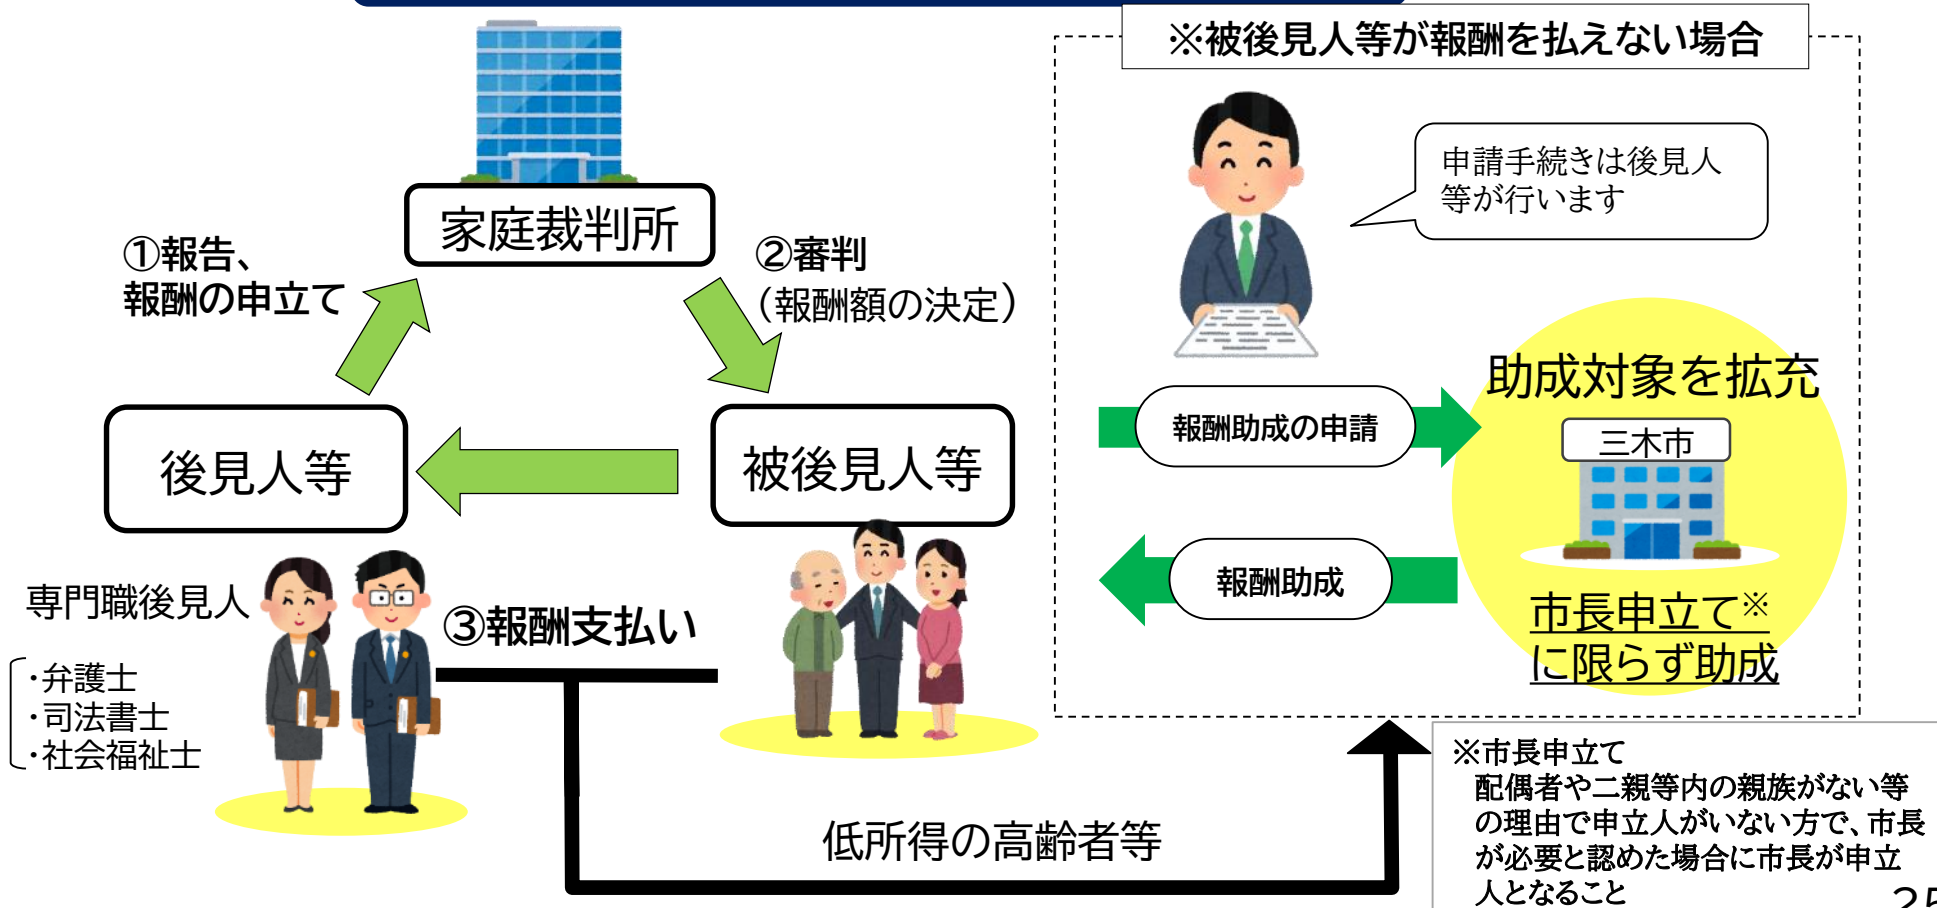 家庭裁判所
①報告、
報酬の申立て
②審判
（報酬額の決定）
後見人等
被後見人等
専門職後見人
・弁護士
・司法書士
・社会福祉士
③報酬支払い
低所得の高齢者等
※被後見人等が報酬を払えない場合
申請手続きは後見人
等が行います
報酬助成の申請
報酬助成
助成対象を拡充
三木市
市長申立て※
に限らず助成
※市長申立て
配偶者や二親等内の親族がない等
の理由で申立人がいない方で、市長
が必要と認めた場合に市長が申立
人となること